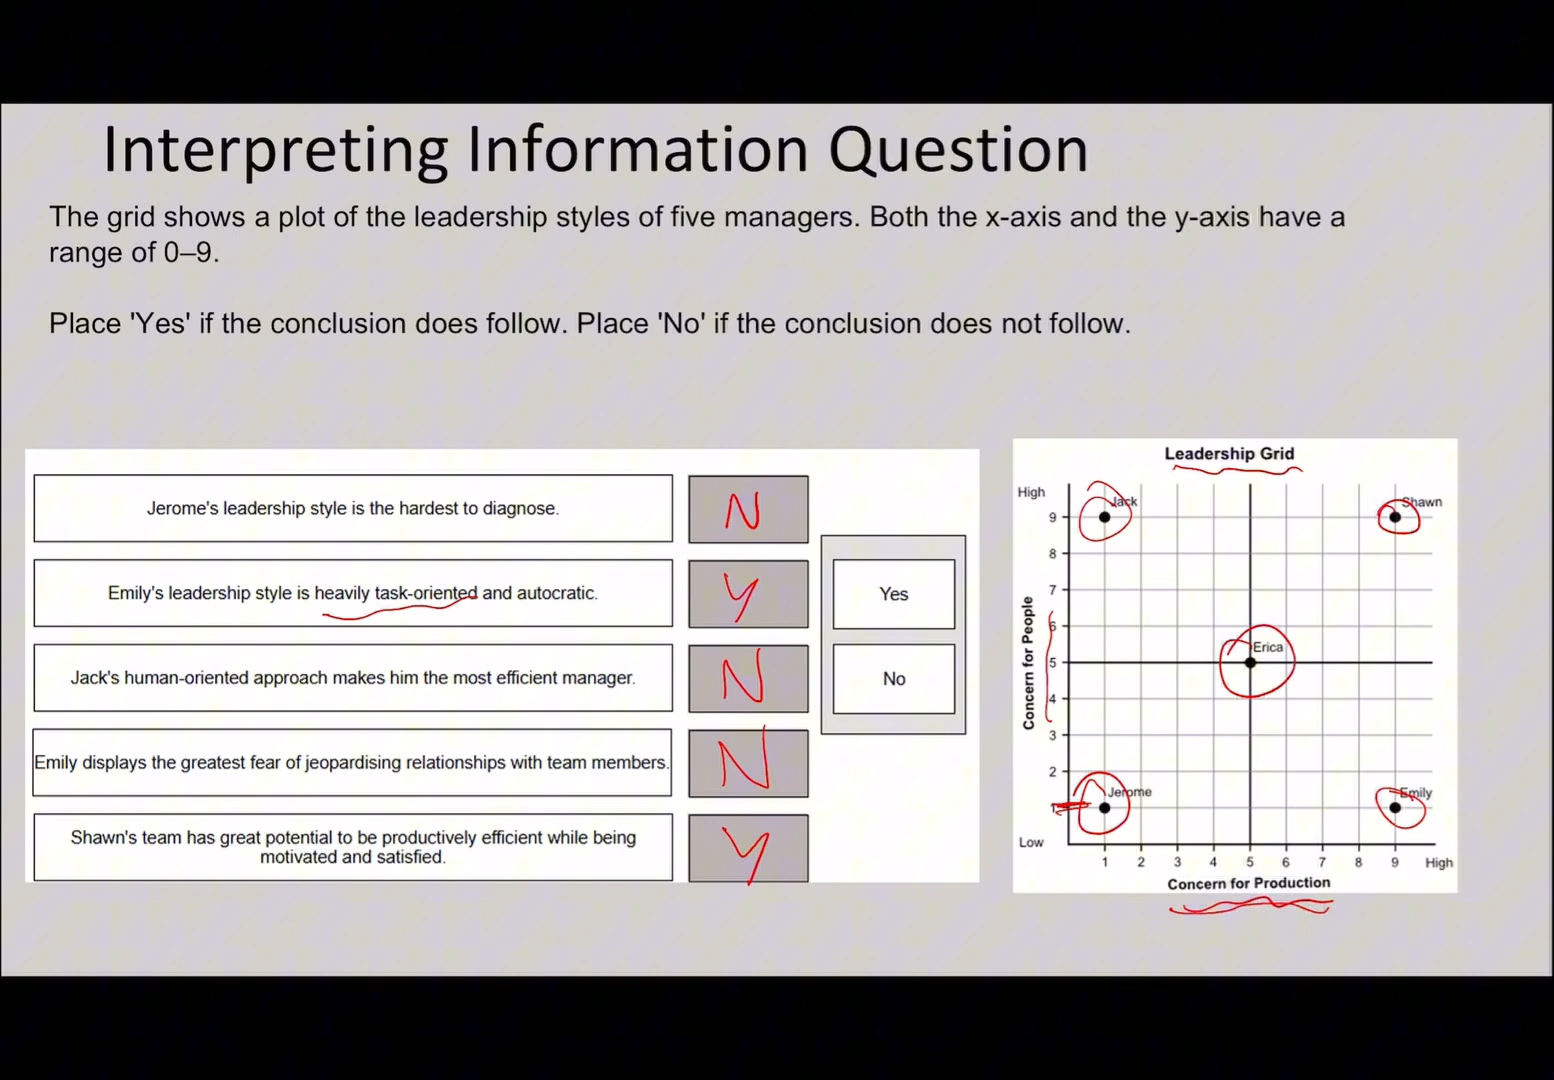 Interpreting Information Question
The grid shows a plot of the leadership styles of five managers. Both the x-axis and the y-axis have a
range of 0–9.
Place 'Yes' if the conclusion does follow. Place 'No' if the conclusion does not follow.
Jerome's leadership style is the hardest to diagnose.
N
Emily's leadership style is heavily task-oriented and autocratic.
Y
Jack's human-oriented approach makes him the most efficient manager.
N
Emily displays the greatest fear of jeopardising relationships with team members.
N
Shawn's team has great potential to be productively efficient while being
motivated and satisfied.
Y
Yes
No
Leadership Grid
High
Jack
Shawn
9
8
7
6
Erica
5
4
3
2
Jerome
Emily
1
Low
Concern for People
1 2 3 4 5 6 7 8 9 High
Concern for Production